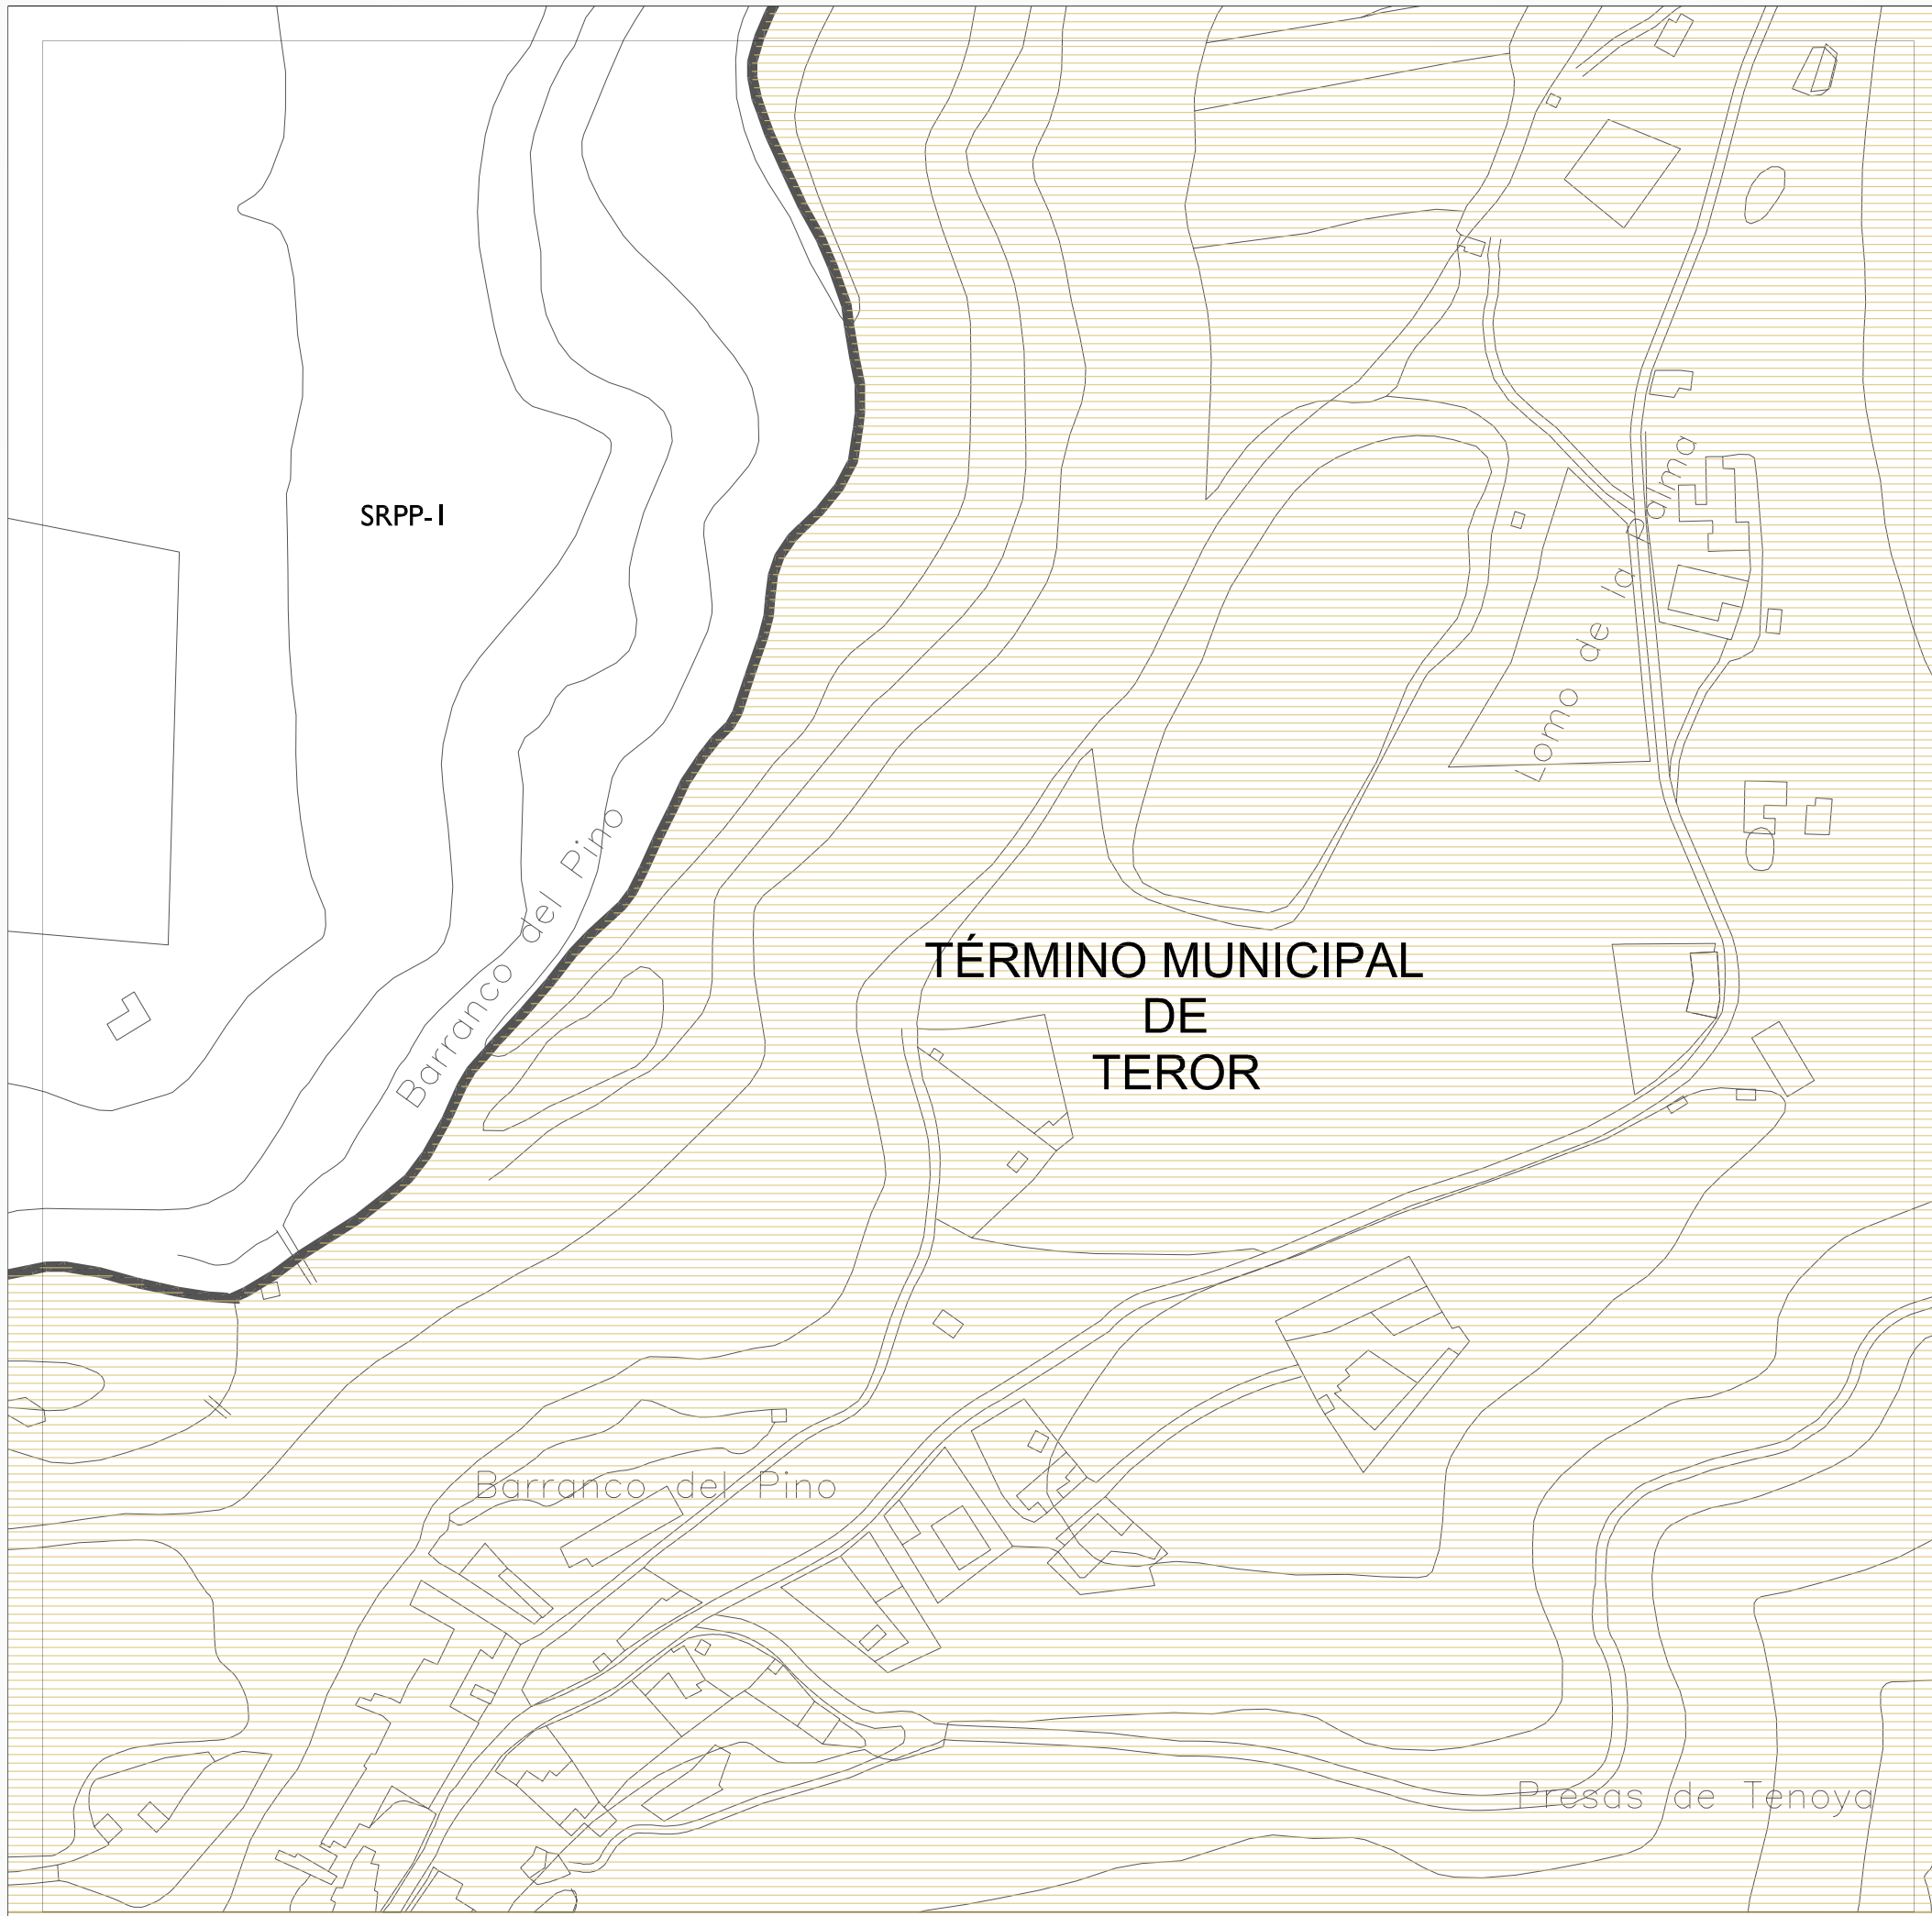 SRPP-1
Lomo de la Palma
Barranco del Pino
TÉRMINO MUNICIPAL
DE
TEROR
Barranco del Pino
Presas de Tenoya